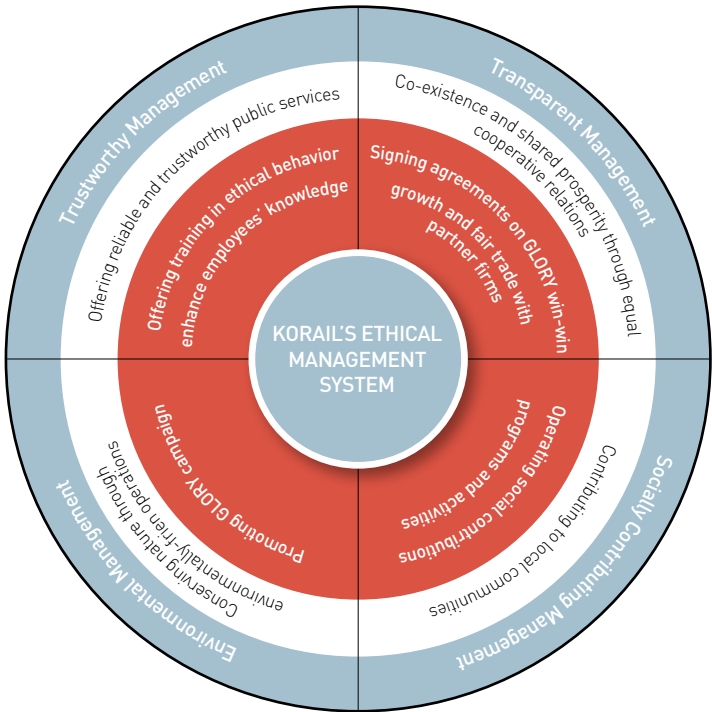 Trustworthy Management
Offering reliable and trustworthy public services
Offering training in ethical behavior
enhance employees' knowledge
Transparent Management
Co-existence and shared prosperity through equal
cooperative relations
Signing agreements on GLORY win-win
growth and fair trade with
partner firms
KORAIL'S ETHICAL
MANAGEMENT
SYSTEM
Promoting GLORY campaign
Conserving nature through
environmentally-frien operations
Environmental Management
Operating social contributions
programs and activities
Contributing to local communities
Socially Contributing Management